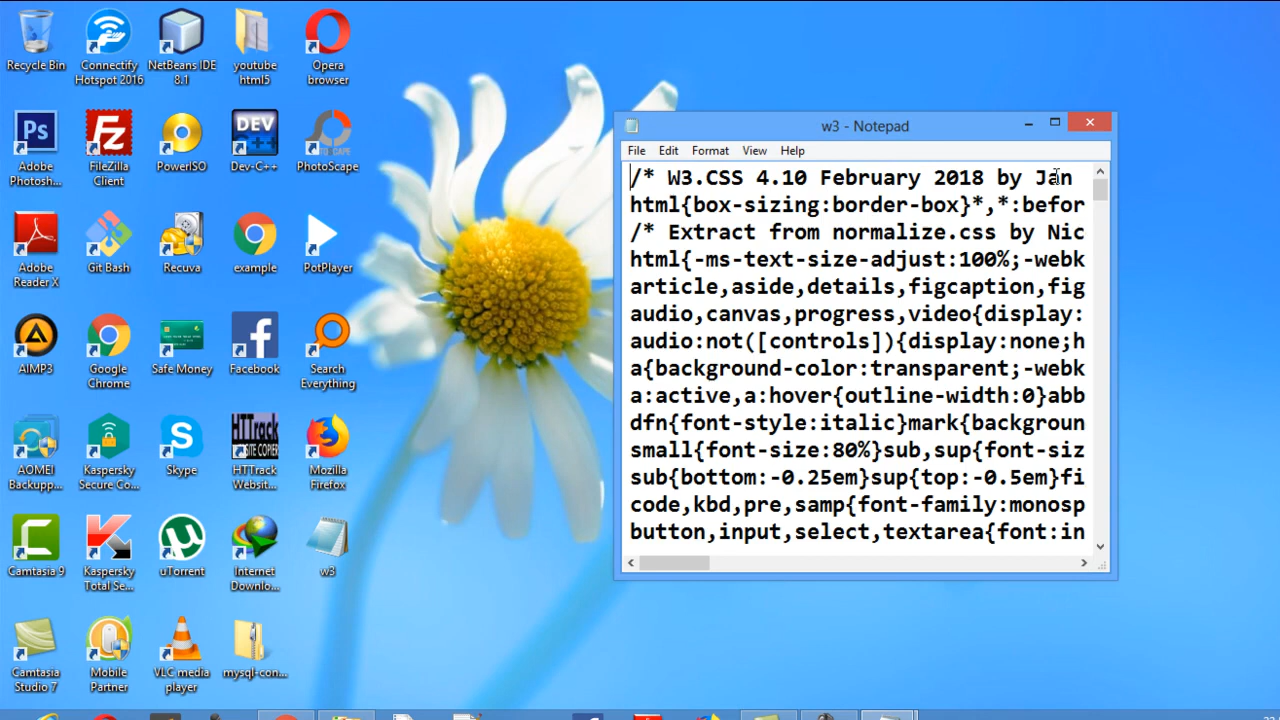 Recycle Bin
Connectify
Hotspot 2016
NetBeans IDE
8.1
youtube
html5
Opera
browser
Ps
Adobe
Photosh...
Fz
FileZilla
Client
PowerISO
DEV
C++
Dev-C++
PhotoScape
Adobe
Reader X
Git Bash
Recuva
example
PotPlayer
AIMP3
Google
Chrome
Safe Money
Facebook
Search
Everything
AOMEI
Backupp...
Kaspersky
Secure Co...
Skype
HTTrack
HTTrack
Websit...
Mozilla
Firefox
Camtasia 9
Kaspersky
Total Se...
uTorrent
Internet
Downlo...
w3
Camtasia
Studio 7
Mobile
Partner
VLC media
player
mysql-con...
w3 - Notepad
File Edit Format View Help
/* W3.CSS 4.10 February 2018 by Jan
html{box-sizing:border-box}*,*:befor
/* Extract from normalize.css by Nic
html{-ms-text-size-adjust:100%;-webk
article,aside,details,figcaption,fig
audio,canvas,progress,video{display:
audio:not([controls]){display:none;h
a{background-color:transparent;-webk
a:active,a:hover{outline-width:0}abb
dfn{font-style:italic}mark{backgroun
small{font-size:80%}sub,sup{font-siz
sub{bottom:-0.25em}sup{top:-0.5em}fi
code,kbd,pre,samp{font-family:monosp
button,input,select,textarea{font:in